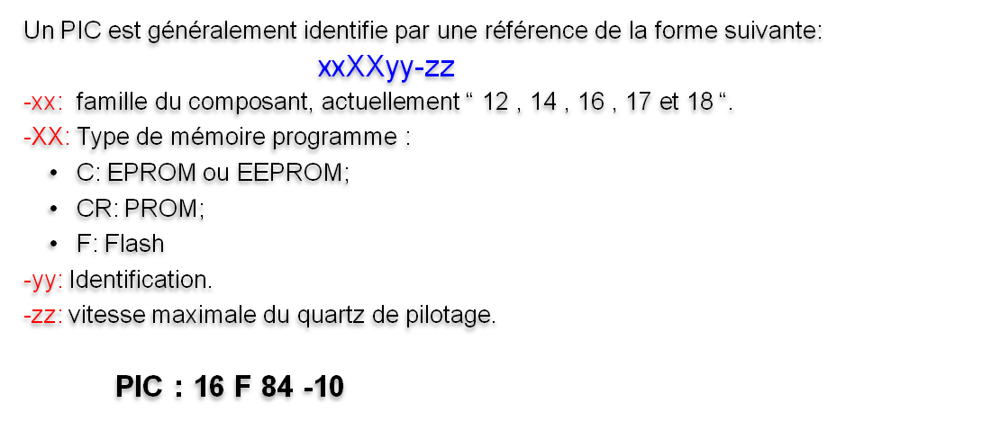 Un PIC est généralement identifie par une référence de la forme suivante:
xxXXyy-zz
-xx: famille du composant, actuellement “ 12 , 14 , 16 , 17 et 18 “.
-XX: Type de mémoire programme :
• C: EPROM ou EEPROM;
• CR: PROM;
• F: Flash
-yy: Identification.
-zz: vitesse maximale du quartz de pilotage.
PIC : 16 F 84 -10